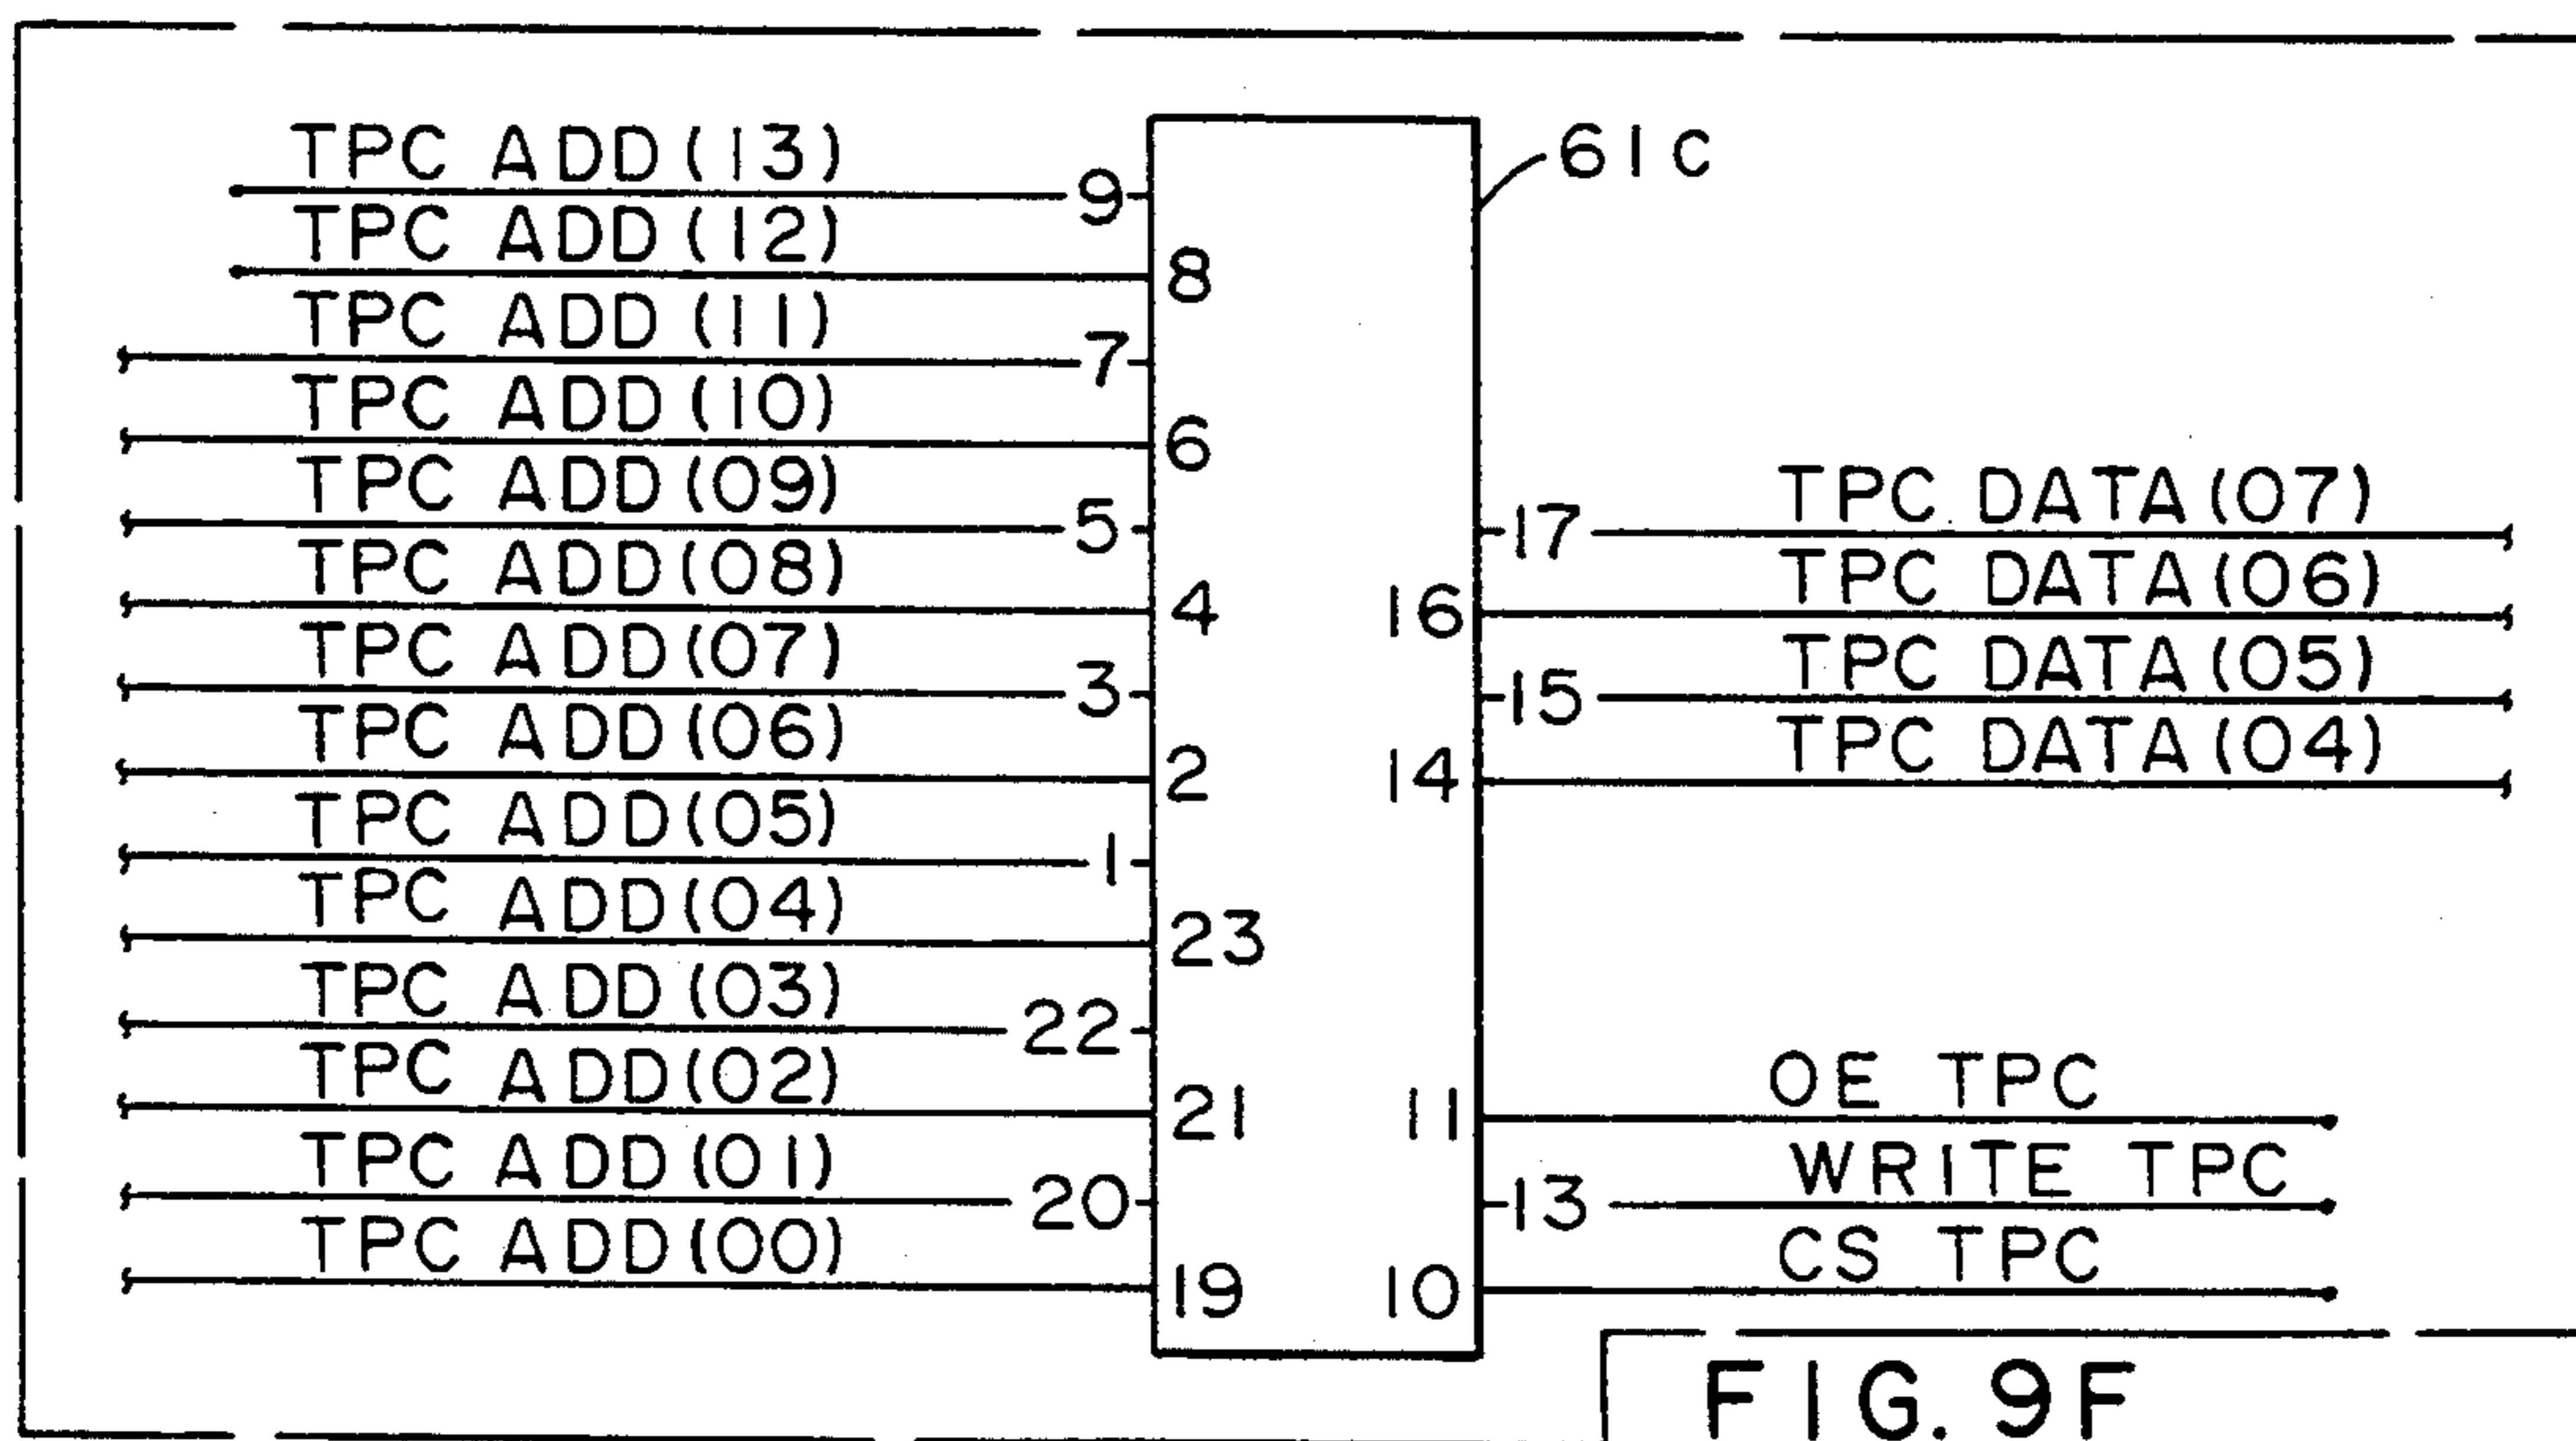 TPC ADD(13) 9
61C
TPC ADD(12) 8
TPC ADD(11) 7
TPC ADD(10) 6
TPC ADD(09) 5
TPC ADD(08) 4
TPC ADD(07) 3
TPC ADD(06) 2
TPC ADD(05) 1
TPC ADD(04) 23
TPC ADD(03) 22
TPC ADD(02) 21
TPC ADD(01) 20
TPC ADD(00) 19
17 TPC DATA(07)
16 TPC DATA(06)
15 TPC DATA(05)
14 TPC DATA(04)
11 OE TPC
13 WRITE TPC
10 CS TPC
FIG. 9F